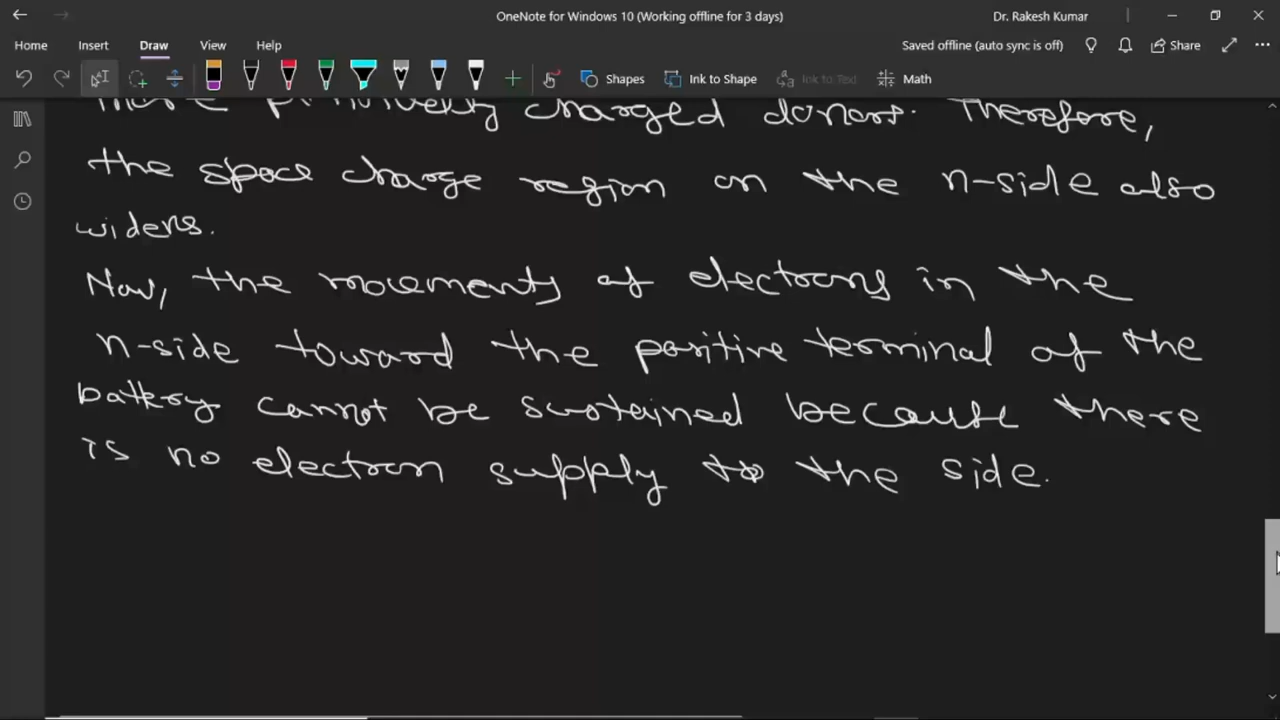 OneNote for Windows 10 (Working offline for 3 days)
Dr. Rakesh Kumar
Home Insert Draw View Help
Saved offline (auto sync is off) Share
Shapes Ink to Shape Ink to Text Math
more positively charged donors. Therefore,
the space charge region on the n-side also
widens.
Now, the movements of electrons in the
n-side toward the positive terminal of the
battery cannot be sustained because there
is no electron supply to the side.